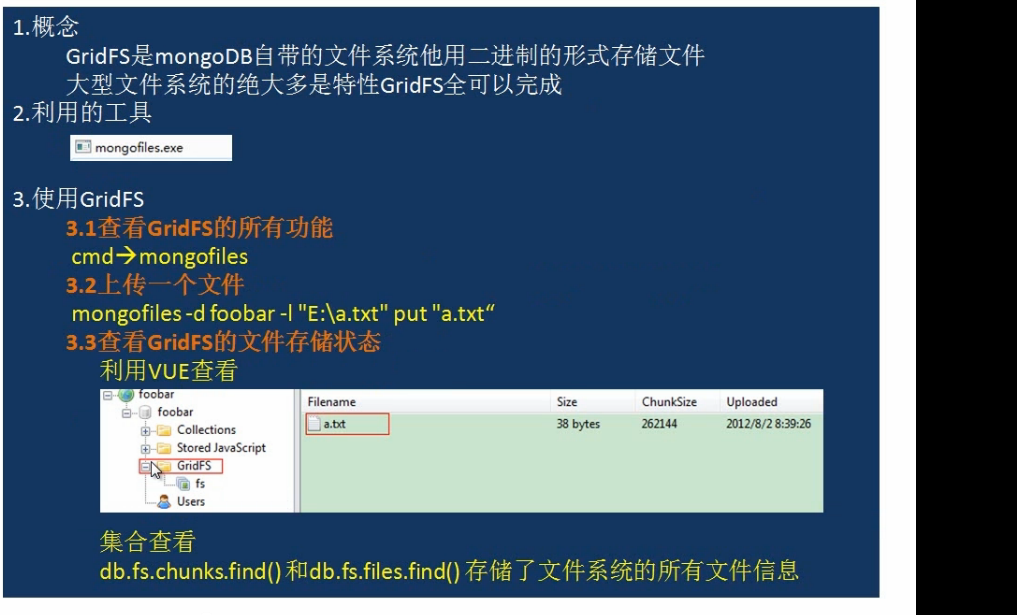 1.概念
GridFS是mongoDB自带的文件系统他用二进制的形式存储文件
大型文件系统的绝大多是特性GridFS全可以完成
2.利用的工具
mongofiles.exe
3.使用GridFS
3.1查看GridFS的所有功能
cmd→mongofiles
3.2上传一个文件
mongofiles -d foobar -l "E:\a.txt" put "a.txt“
3.3查看GridFS的文件存储状态
利用VUE查看
foobar
foobar
Collections
Stored JavaScript
GridFS
fs
Users
Filename Size ChunkSize Uploaded
a.txt 38 bytes 262144 2012/8/2 8:39:26
集合查看
db.fs.chunks.find() 和db.fs.files.find() 存储了文件系统的所有文件信息